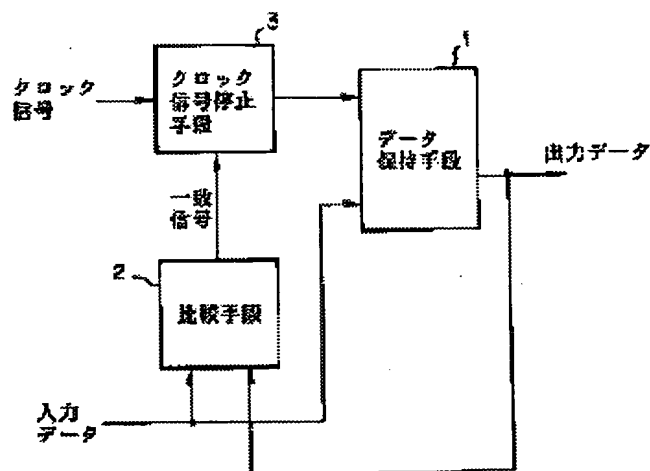 3
1
クロック
信号
クロック
信号停止
手段
データ
保持手段
出力データ
一致
信号
2
比較手段
入力
データ